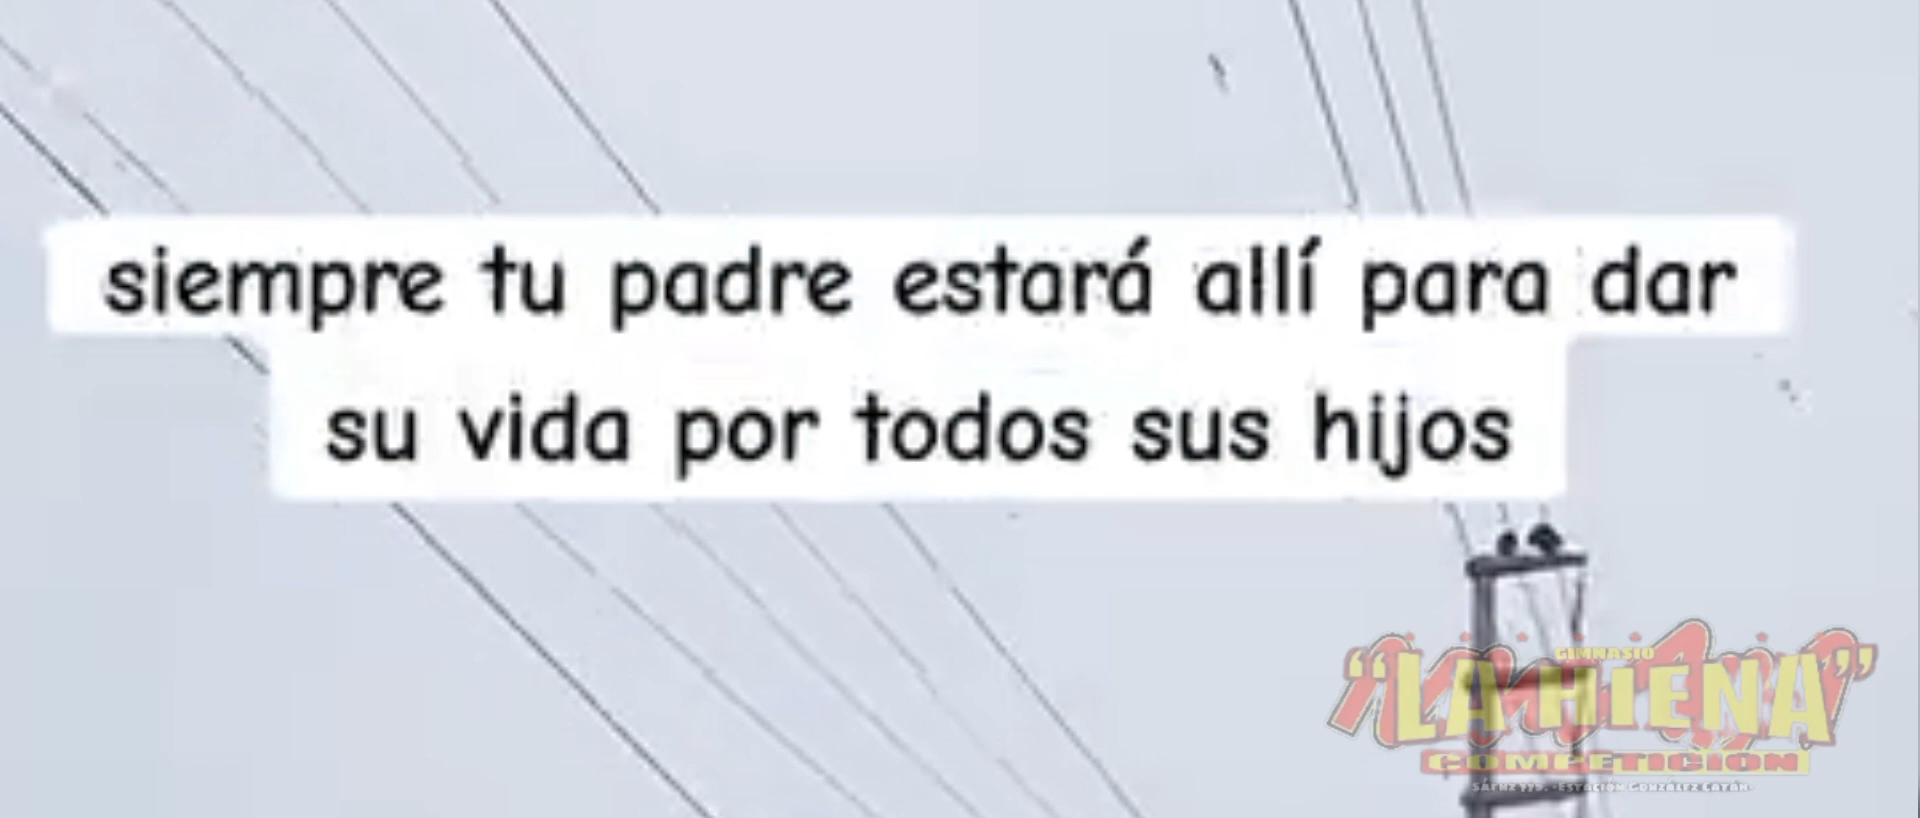 siempre tu padre estará allí para dar
su vida por todos sus hijos
GIMNASIO
"LA HIENA"
COMPETICIÓN